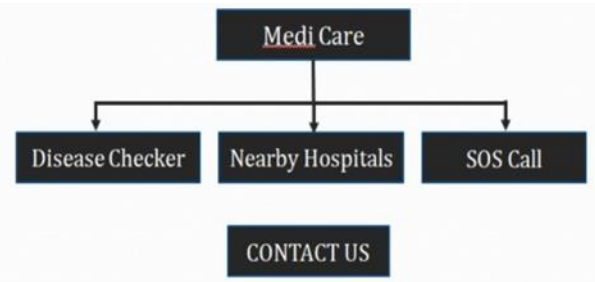 Medi Care
Disease Checker
Nearby Hospitals
SOS Call
CONTACT US